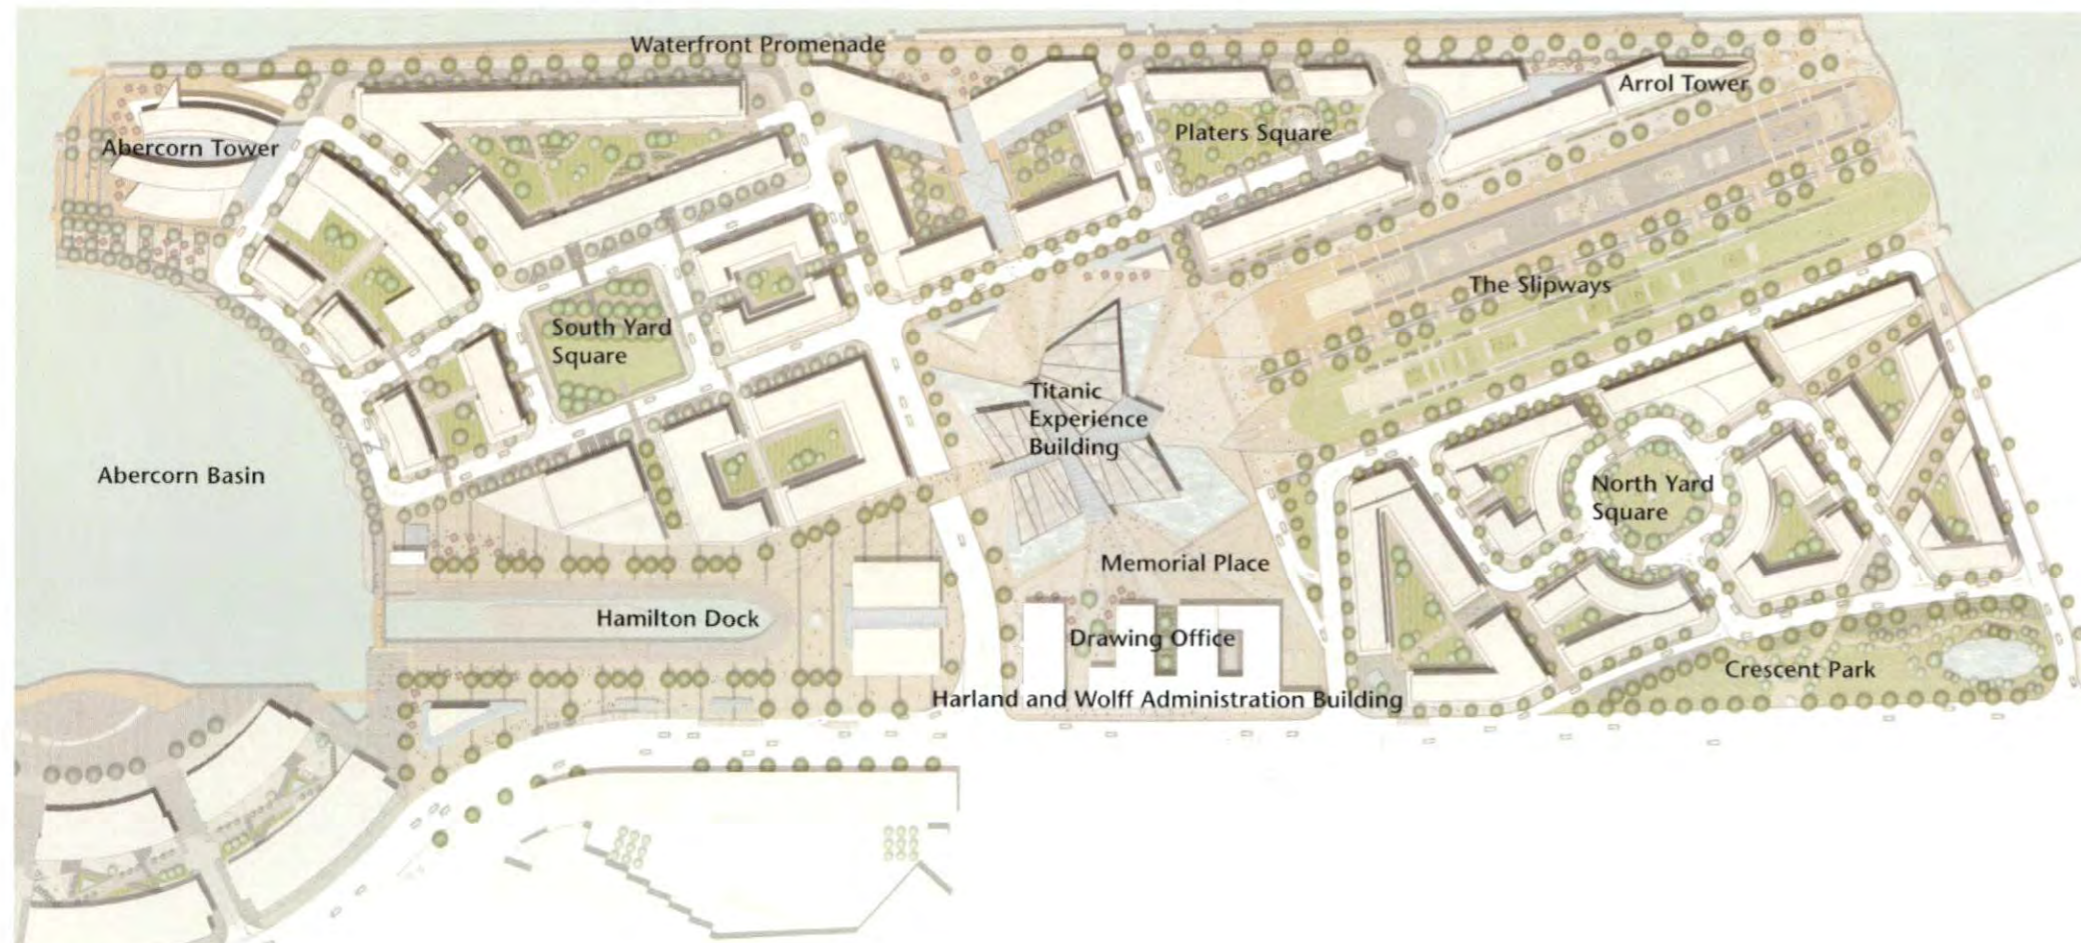 Waterfront Promenade
Arrol Tower
Platers Square
Abercorn Tower
The Slipways
South Yard
Square
Titanic
Experience
Building
Abercorn Basin
North Yard
Square
Memorial Place
Hamilton Dock
Drawing Office
Crescent Park
Harland and Wolff Administration Building